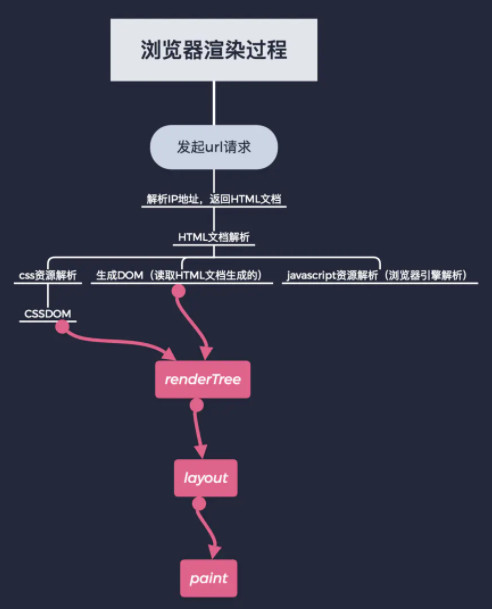 浏览器渲染过程
发起url请求
解析IP地址，返回HTML文档
HTML文档解析
css资源解析
生成DOM（读取HTML文档生成的）
javascript资源解析（浏览器引擎解析）
CSSDOM
renderTree
layout
paint